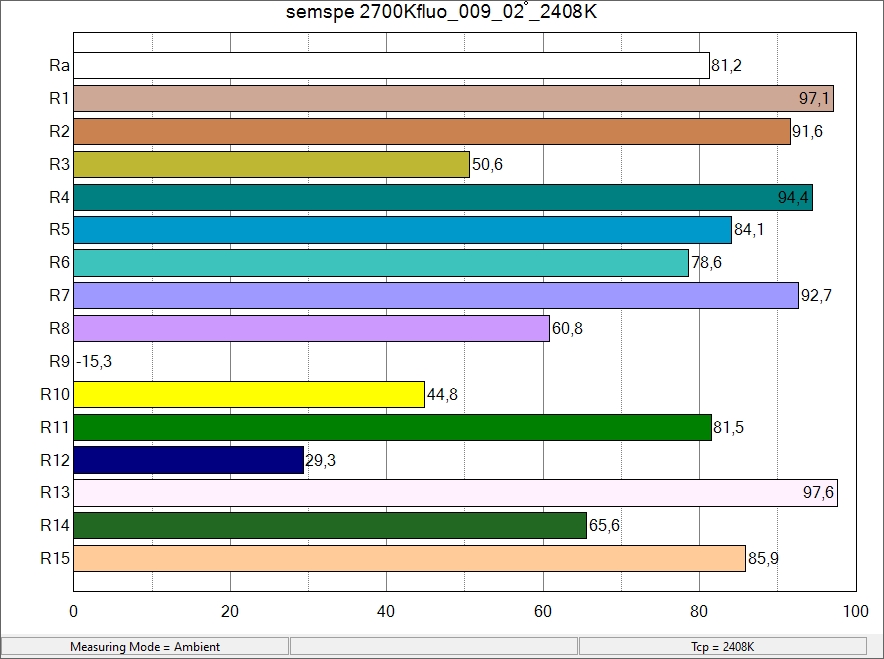 semspe 2700Kfluo_009_02°_2408K
Ra 81,2
R1 97,1
R2 91,6
R3 50,6
R4 94,4
R5 84,1
R6 78,6
R7 92,7
R8 60,8
R9 -15,3
R10 44,8
R11 81,5
R12 29,3
R13 97,6
R14 65,6
R15 85,9
0 20 40 60 80 100
Measuring Mode = Ambient Tcp = 2408K